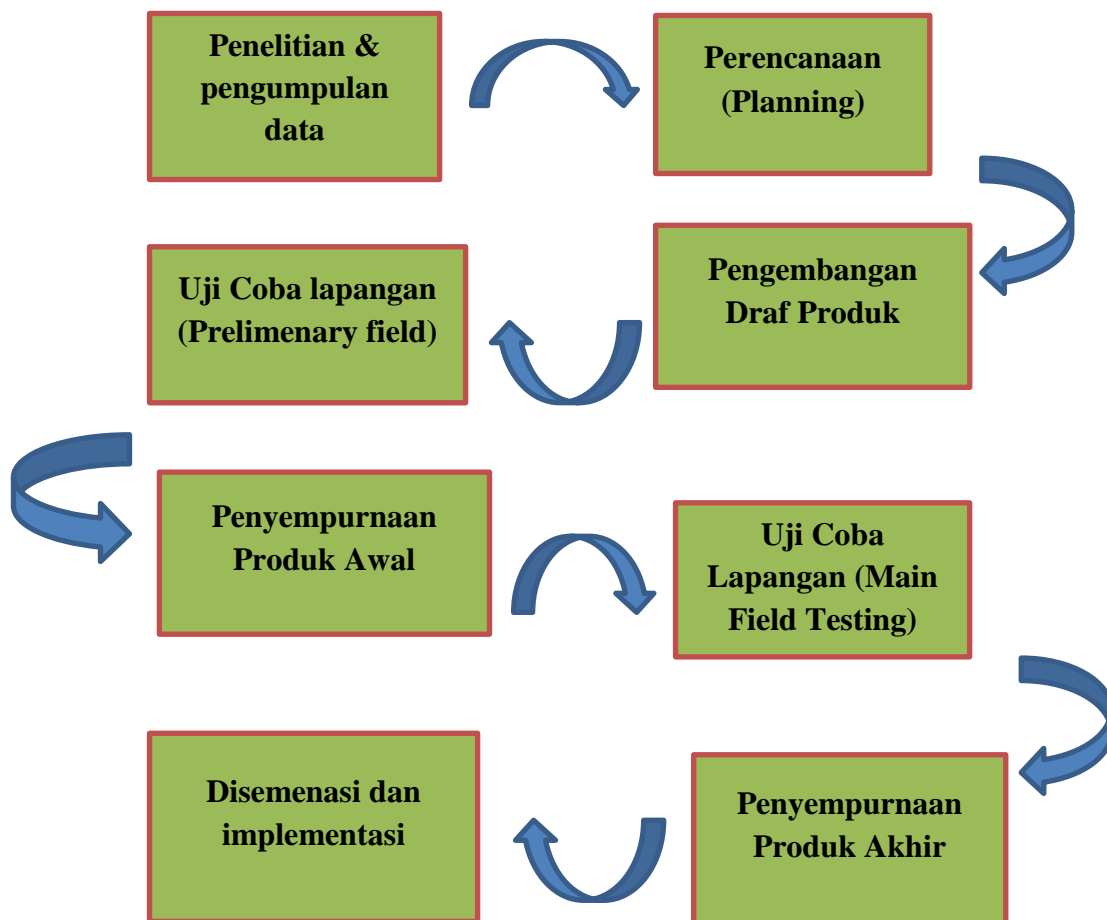 Penelitian &
pengumpulan
data
Perencanaan
(Planning)
Pengembangan
Draf Produk
Uji Coba lapangan
(Prelimenary field)
Penyempurnaan
Produk Awal
Uji Coba
Lapangan (Main
Field Testing)
Penyempurnaan
Produk Akhir
Disemenasi dan
implementasi